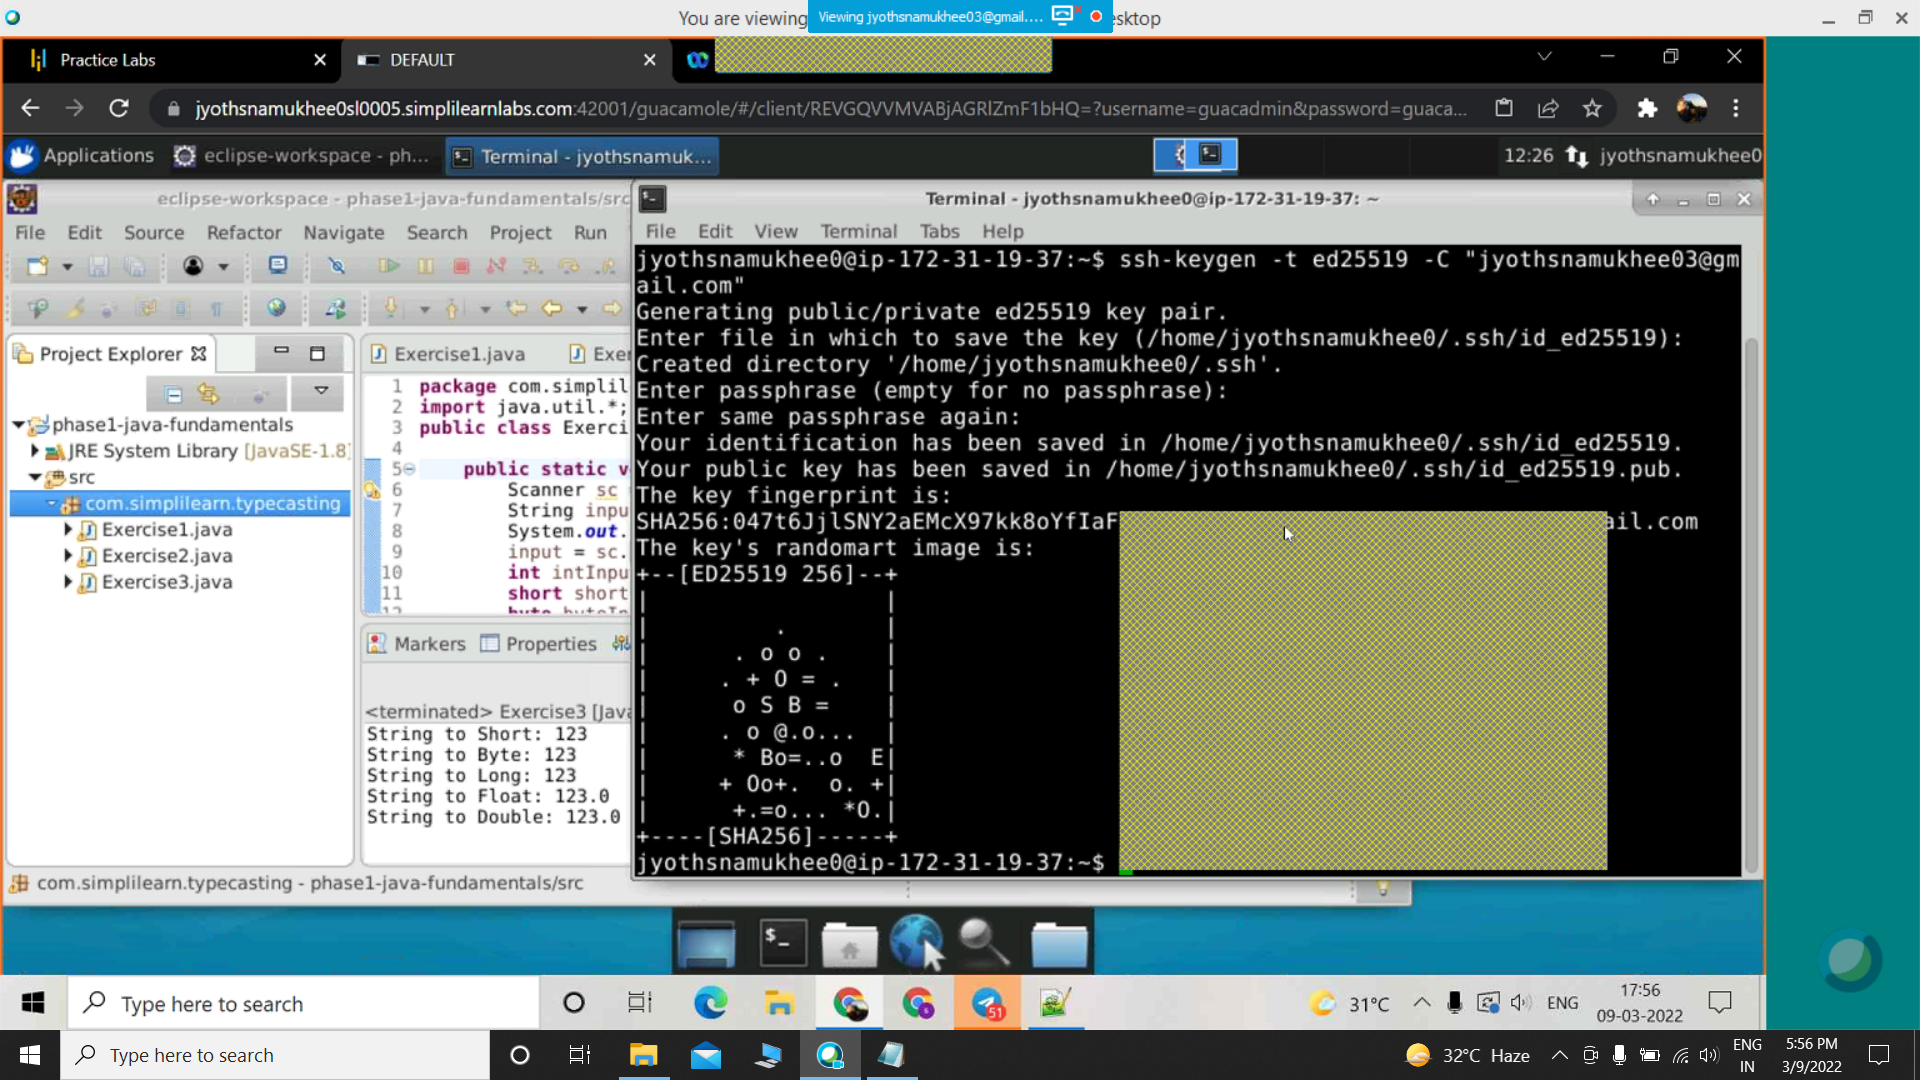 You are viewing
Viewing jyothsnamukhee03@gmail....
esktop
Practice Labs
DEFAULT
jyothsnamukhee0sl0005.simplilearnlabs.com:42001/guacamole/#/client/REVGQVVMVABjAGRlZmF1bHQ=?username=guacadmin&password=guaca...
Applications
eclipse-workspace - ph...
Terminal - jyothsnamuk...
12:26
jyothsnamukhee0
eclipse-workspace - phase1-java-fundamentals/src
File Edit Source Refactor Navigate Search Project Run
Project Explorer
phase1-java-fundamentals
JRE System Library [JavaSE-1.8]
src
com.simplilearn.typecasting
Exercise1.java
Exercise2.java
Exercise3.java
Exercise1.java
Exer
1 package com.simplil
2 import java.util.*;
3 public class Exerci
4
5 public static v
6 Scanner sc
7 String inpu
8 System.out.
9 input = sc.
10 int intInpu
11 short short
12 byte byteIn
Markers
Properties
<terminated> Exercise3 [Java
String to Short: 123
String to Byte: 123
String to Long: 123
String to Float: 123.0
String to Double: 123.0
com.simplilearn.typecasting - phase1-java-fundamentals/src
Terminal - jyothsnamukhee0@ip-172-31-19-37: ~
File Edit View Terminal Tabs Help
jyothsnamukhee0@ip-172-31-19-37:~$ ssh-keygen -t ed25519 -C "jyothsnamukhee03@gm
ail.com"
Generating public/private ed25519 key pair.
Enter file in which to save the key (/home/jyothsnamukhee0/.ssh/id_ed25519):
Created directory '/home/jyothsnamukhee0/.ssh'.
Enter passphrase (empty for no passphrase):
Enter same passphrase again:
Your identification has been saved in /home/jyothsnamukhee0/.ssh/id_ed25519.
Your public key has been saved in /home/jyothsnamukhee0/.ssh/id_ed25519.pub.
The key fingerprint is:
SHA256:047t6JjlSNY2aEMcX97kk8oYfIaF
ail.com
The key's randomart image is:
+--[ED25519 256]--+
|                 |
|          .      |
|       . o o .   |
|      . + O = .  |
|       o S B =   |
|      . o @.o... |
|       * Bo=..o  E|
|      + Oo+.  o. +|
|       +.=o... *O.|
+----[SHA256]-----+
jyothsnamukhee0@ip-172-31-19-37:~$
Type here to search
51
31°C
ENG
17:56
09-03-2022
Type here to search
32°C Haze
ENG
IN
5:56 PM
3/9/2022